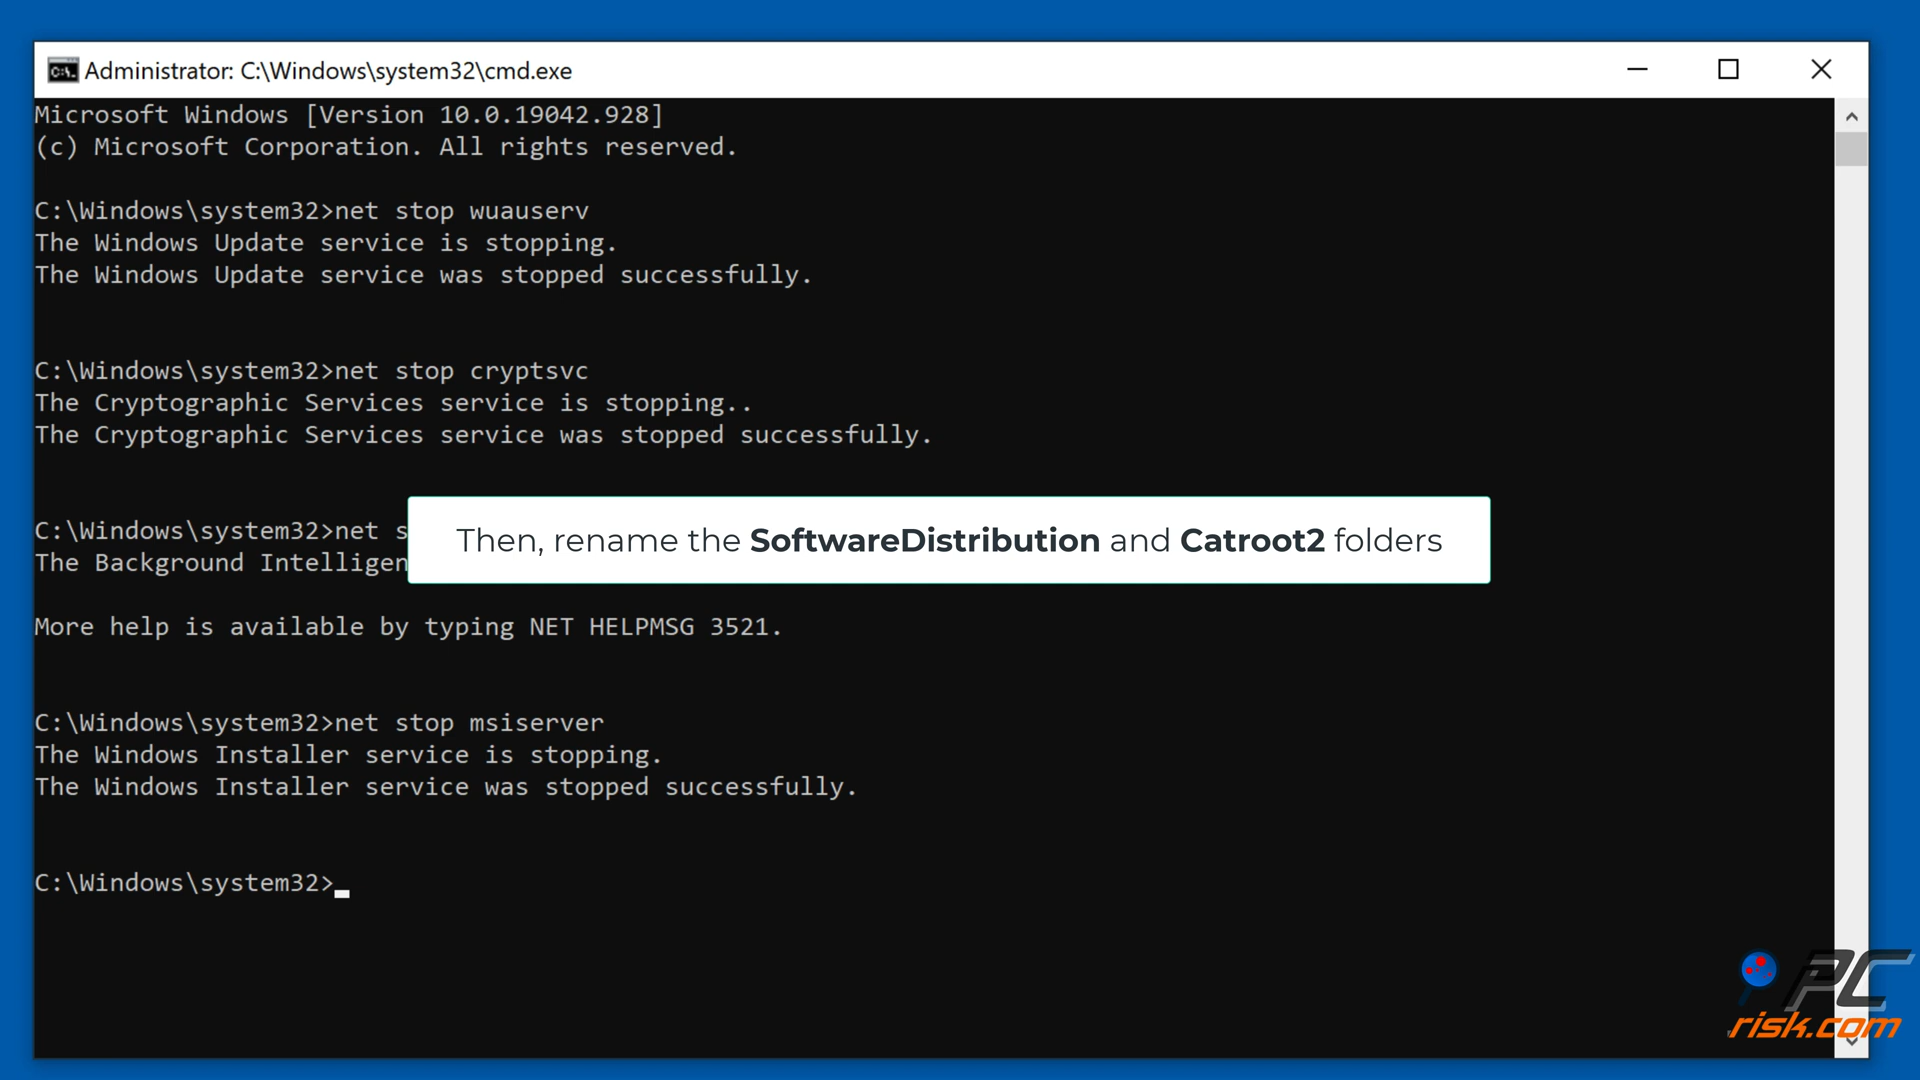 Administrator: C:\Windows\system32\cmd.exe
Microsoft Windows [Version 10.0.19042.928]
(c) Microsoft Corporation. All rights reserved.
C:\Windows\system32>net stop wuauserv
The Windows Update service is stopping.
The Windows Update service was stopped successfully.
C:\Windows\system32>net stop cryptsvc
The Cryptographic Services service is stopping..
The Cryptographic Services service was stopped successfully.
C:\Windows\system32>net s
The Background Intelligen
Then, rename the SoftwareDistribution and Catroot2 folders
More help is available by typing NET HELPMSG 3521.
C:\Windows\system32>net stop msiserver
The Windows Installer service is stopping.
The Windows Installer service was stopped successfully.
C:\Windows\system32>
PC
risk.com